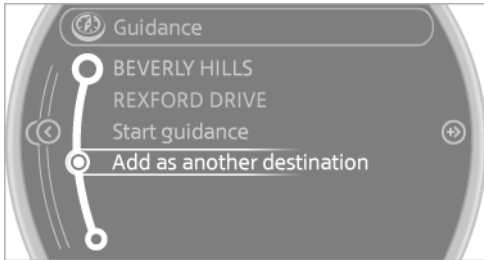 Guidance
BEVERLY HILLS
REXFORD DRIVE
Start guidance
Add as another destination